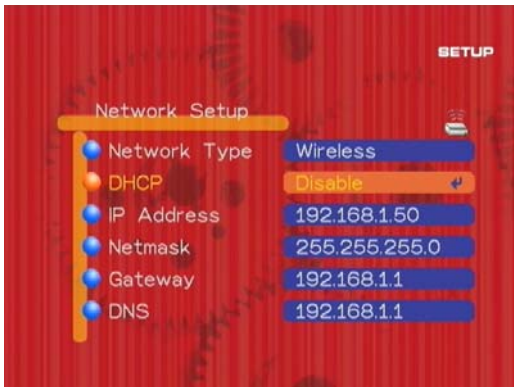 SETUP
Network Setup
Network Type Wireless
DHCP Disable
IP Address 192.168.1.50
Netmask 255.255.255.0
Gateway 192.168.1.1
DNS 192.168.1.1